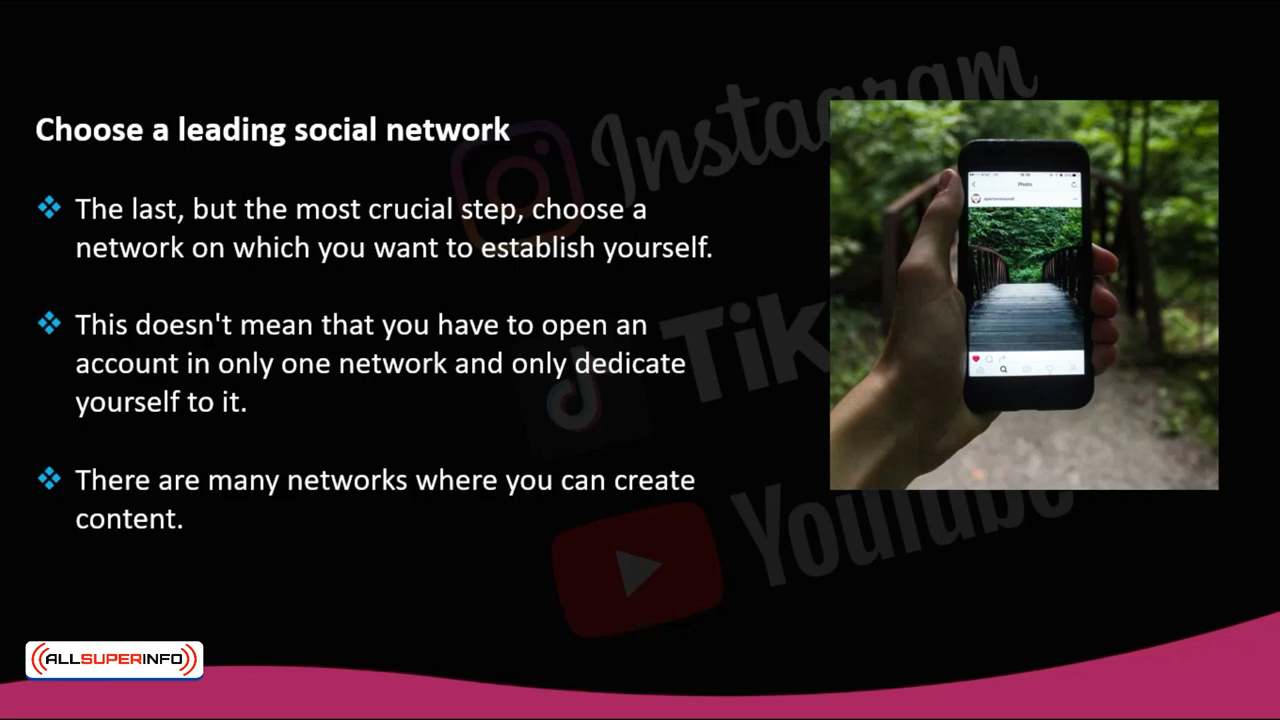 Choose a leading social network
The last, but the most crucial step, choose a
network on which you want to establish yourself.
This doesn't mean that you have to open an
account in only one network and only dedicate
yourself to it.
There are many networks where you can create
content.
Instagram
Tik
YouTube
Photo
ALLSUPERINFO